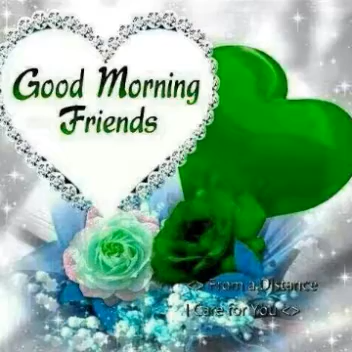 Good Morning
Friends
<> From a Distance
I Care for You <>